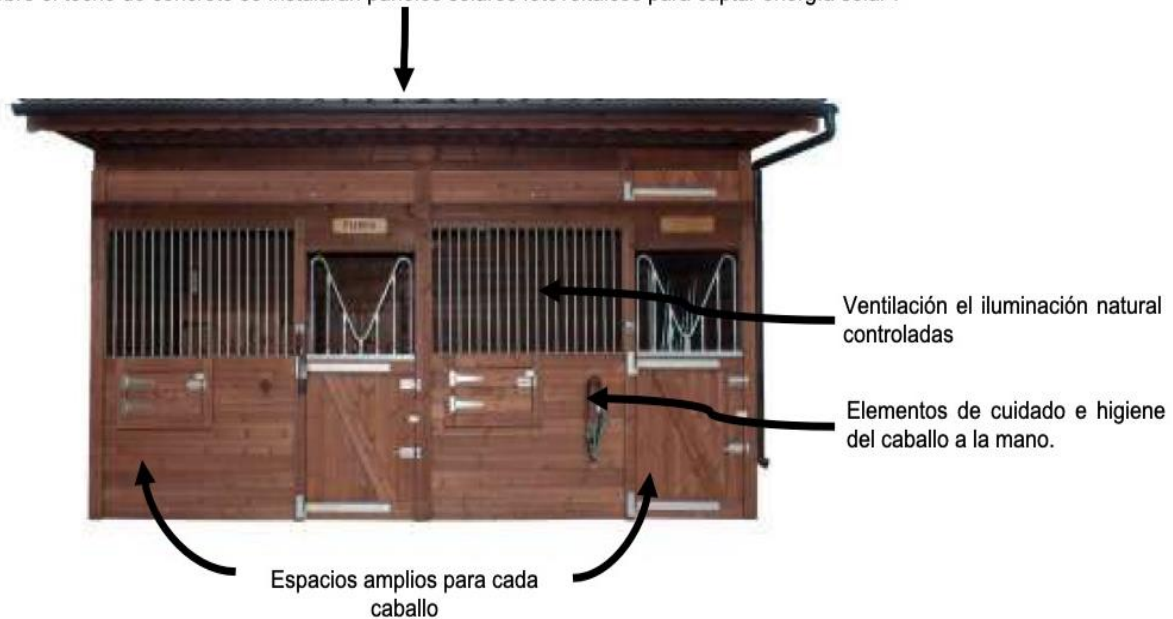 el techo de concreto se instalarán paneles solares fotovoltaicos para captar energía solar .
Ventilación el iluminación natural
controladas
Elementos de cuidado e higiene
del caballo a la mano.
Espacios amplios para cada
caballo